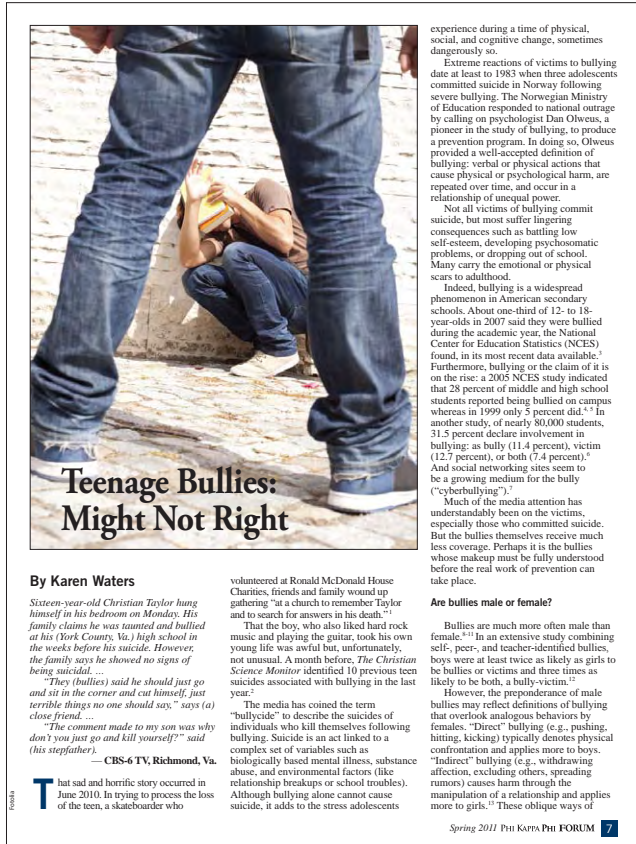 Teenage Bullies:
Might Not Right
By Karen Waters
Sixteen-year-old Christian Taylor hung
himself in his bedroom on Monday. His
family claims he was taunted and bullied
at his (York County, Va.) high school in
the weeks before his suicide. However,
the family says he showed no signs of
being suicidal. ...
“They (bullies) said he should just go
and sit in the corner and cut himself, just
terrible things no one should say,” says (a)
close friend. ...
“The comment made to my son was why
don’t you just go and kill yourself?” said
(his stepfather).
— CBS-6 TV, Richmond, Va.
That sad and horrific story occurred in
June 2010. In trying to process the loss
of the teen, a skateboarder who
Fotolia
volunteered at Ronald McDonald House
Charities, friends and family wound up
gathering “at a church to remember Taylor
and to search for answers in his death.”1
That the boy, who also liked hard rock
music and playing the guitar, took his own
young life was awful but, unfortunately,
not unusual. A month before, The Christian
Science Monitor identified 10 previous teen
suicides associated with bullying in the last
year.2
The media has coined the term
“bullycide” to describe the suicides of
individuals who kill themselves following
bullying. Suicide is an act linked to a
complex set of variables such as
biologically based mental illness, substance
abuse, and environmental factors (like
relationship breakups or school troubles).
Although bullying alone cannot cause
suicide, it adds to the stress adolescents
experience during a time of physical,
social, and cognitive change, sometimes
dangerously so.
Extreme reactions of victims to bullying
date at least to 1983 when three adolescents
committed suicide in Norway following
severe bullying. The Norwegian Ministry
of Education responded to national outrage
by calling on psychologist Dan Olweus, a
pioneer in the study of bullying, to produce
a prevention program. In doing so, Olweus
provided a well-accepted definition of
bullying: verbal or physical actions that
cause physical or psychological harm, are
repeated over time, and occur in a
relationship of unequal power.
Not all victims of bullying commit
suicide, but most suffer lingering
consequences such as battling low
self-esteem, developing psychosomatic
problems, or dropping out of school.
Many carry the emotional or physical
scars to adulthood.
Indeed, bullying is a widespread
phenomenon in American secondary
schools. About one-third of 12- to 18-
year-olds in 2007 said they were bullied
during the academic year, the National
Center for Education Statistics (NCES)
found, in its most recent data available.3
Furthermore, bullying or the claim of it is
on the rise: a 2005 NCES study indicated
that 28 percent of middle and high school
students reported being bullied on campus
whereas in 1999 only 5 percent did.4, 5 In
another study, of nearly 80,000 students,
31.5 percent declare involvement in
bullying: as bully (11.4 percent), victim
(12.7 percent), or both (7.4 percent).6
And social networking sites seem to
be a growing medium for the bully
(“cyberbullying”).7
Much of the media attention has
understandably been on the victims,
especially those who committed suicide.
But the bullies themselves receive much
less coverage. Perhaps it is the bullies
whose makeup must be fully understood
before the real work of prevention can
take place.
Are bullies male or female?
Bullies are much more often male than
female.8-11 In an extensive study combining
self-, peer-, and teacher-identified bullies,
boys were at least twice as likely as girls to
be bullies or victims and three times as
likely to be both, a bully-victim.12
However, the preponderance of male
bullies may reflect definitions of bullying
that overlook analogous behaviors by
females. “Direct” bullying (e.g., pushing,
hitting, kicking) typically denotes physical
confrontation and applies more to boys.
“Indirect” bullying (e.g., withdrawing
affection, excluding others, spreading
rumors) causes harm through the
manipulation of a relationship and applies
more to girls.13 These oblique ways of
Spring 2011 PHI KAPPA PHI FORUM 7